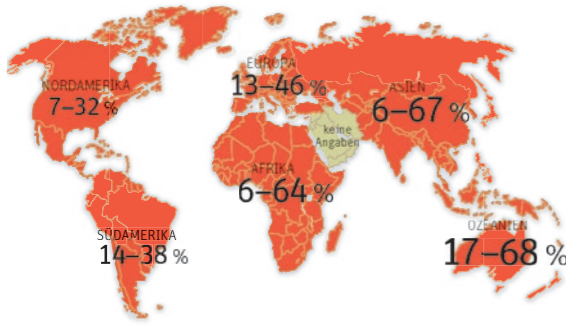 NORDAMERIKA
7–32 %
EUROPA
13–46 %
ASIEN
6–67 %
keine
Angaben
AFRIKA
6–64 %
SÜDAMERIKA
14–38 %
OZEANIEN
17–68 %